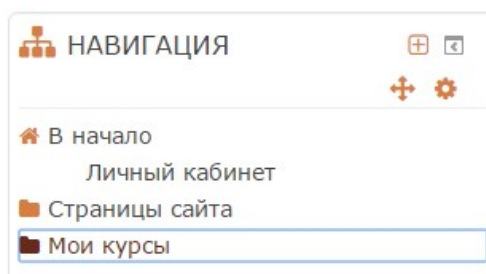 НАВИГАЦИЯ
В начало
Личный кабинет
Страницы сайта
Мои курсы